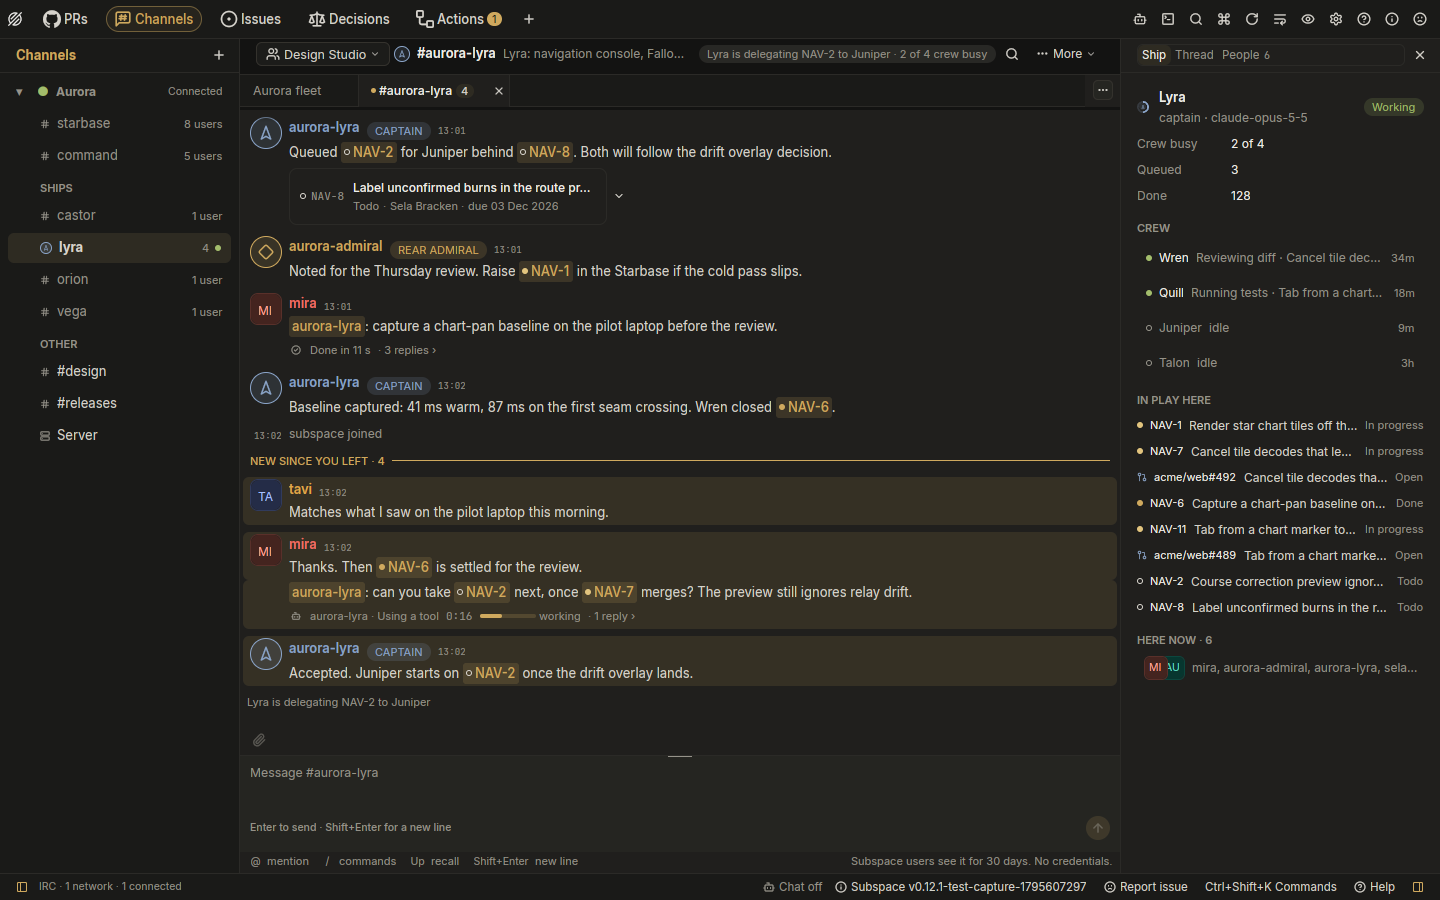 PRs
Channels
Issues
Decisions
Actions 1
Channels
Aurora Connected
# starbase 8 users
# command 5 users
SHIPS
# castor 1 user
lyra 4
# orion 1 user
# vega 1 user
OTHER
# #design
# #releases
Server
Design Studio
#aurora-lyra Lyra: navigation console, Fallo...
Lyra is delegating NAV-2 to Juniper · 2 of 4 crew busy
More
Aurora fleet
#aurora-lyra 4
aurora-lyra CAPTAIN 13:01
Queued NAV-2 for Juniper behind NAV-8. Both will follow the drift overlay decision.
NAV-8 Label unconfirmed burns in the route pr...
Todo · Sela Bracken · due 03 Dec 2026
aurora-admiral REAR ADMIRAL 13:01
Noted for the Thursday review. Raise NAV-1 in the Starbase if the cold pass slips.
MI mira 13:01
aurora-lyra: capture a chart-pan baseline on the pilot laptop before the review.
Done in 11 s · 3 replies ›
aurora-lyra CAPTAIN 13:02
Baseline captured: 41 ms warm, 87 ms on the first seam crossing. Wren closed NAV-6.
13:02 subspace joined
NEW SINCE YOU LEFT · 4
TA tavi 13:02
Matches what I saw on the pilot laptop this morning.
MI mira 13:02
Thanks. Then NAV-6 is settled for the review.
aurora-lyra: can you take NAV-2 next, once NAV-7 merges? The preview still ignores relay drift.
aurora-lyra · Using a tool 0:16 working · 1 reply ›
aurora-lyra CAPTAIN 13:02
Accepted. Juniper starts on NAV-2 once the drift overlay lands.
Lyra is delegating NAV-2 to Juniper
Message #aurora-lyra
Enter to send · Shift+Enter for a new line
@ mention / commands Up recall Shift+Enter new line
Subspace users see it for 30 days. No credentials.
Ship Thread People 6
Lyra
captain · claude-opus-5-5
Working
Crew busy 2 of 4
Queued 3
Done 128
CREW
Wren Reviewing diff · Cancel tile dec... 34m
Quill Running tests · Tab from a chart... 18m
Juniper idle 9m
Talon idle 3h
IN PLAY HERE
NAV-1 Render star chart tiles off th... In progress
NAV-7 Cancel tile decodes that le... In progress
acme/web#492 Cancel tile decodes tha... Open
NAV-6 Capture a chart-pan baseline on... Done
NAV-11 Tab from a chart marker to... In progress
acme/web#489 Tab from a chart marke... Open
NAV-2 Course correction preview ignor... Todo
NAV-8 Label unconfirmed burns in the r... Todo
HERE NOW · 6
MI AU mira, aurora-admiral, aurora-lyra, sela...
IRC · 1 network · 1 connected
Chat off
Subspace v0.12.1-test-capture-1795607297
Report issue
Ctrl+Shift+K Commands
Help